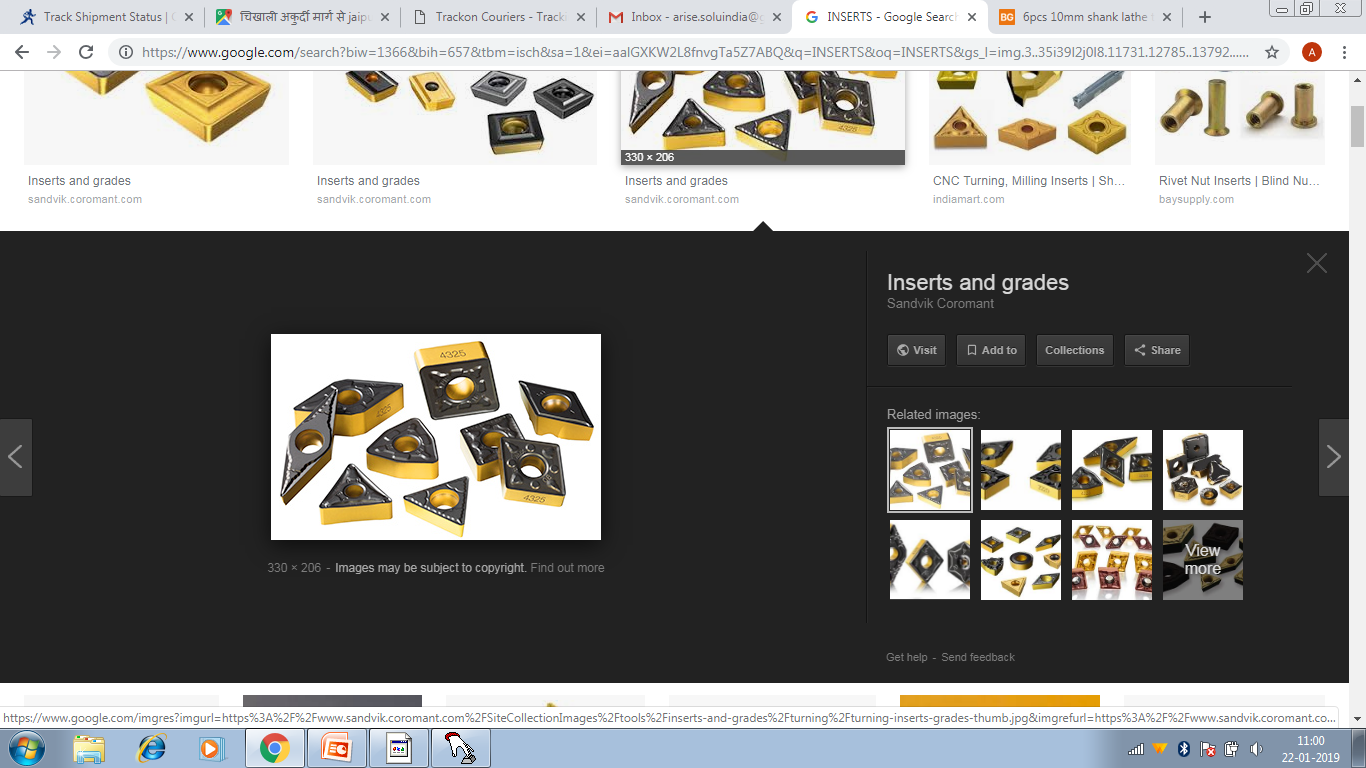 Track Shipment Status | C
चिखाली अकुर्दी मार्ग से jaipu
Trackon Couriers - Tracki
Inbox - arise.soluindia@g
INSERTS - Google Search
6pcs 10mm shank lathe t
https://www.google.com/search?biw=1366&bih=657&tbm=isch&sa=1&ei=aalGXKW2L8fnvgTa5Z7ABQ&q=INSERTS&oq=INSERTS&gs_l=img.3..35i39l2j0l8.11731.12785..13792......
A
330 × 206
Inserts and grades
sandvik.coromant.com
Inserts and grades
sandvik.coromant.com
Inserts and grades
sandvik.coromant.com
CNC Turning, Milling Inserts | Sh...
indiamart.com
Rivet Nut Inserts | Blind Nu...
baysupply.com
Inserts and grades
Sandvik Coromant
Visit
Add to
Collections
Share
Related images:
View
more
4325
4325
4325
330 × 206 - Images may be subject to copyright. Find out more
Get help - Send feedback
https://www.google.com/imgres?imgurl=https%3A%2F%2Fwww.sandvik.coromant.com%2FSiteCollectionImages%2Ftools%2Finserts-and-grades%2Fturning%2Fturning-inserts-grades-thumb.jpg&imgrefurl=https%3A%2F%2Fwww.sandvik.coromant.co...
11:00
22-01-2019